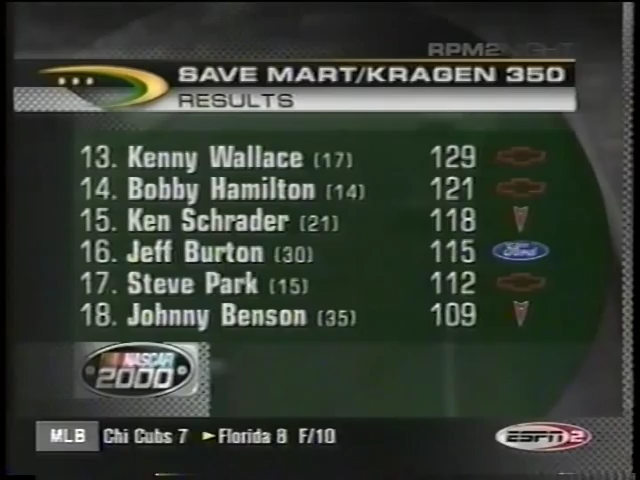 RPM2NIGHT
SAVE MART/KRAGEN 350
RESULTS
13. Kenny Wallace (17) 129
14. Bobby Hamilton (14) 121
15. Ken Schrader (21) 118
16. Jeff Burton (30) 115 Ford
17. Steve Park (15) 112
18. Johnny Benson (35) 109
NASCAR
2000
MLB Chi Cubs 7 ►Florida 8 F/10 ESPN2